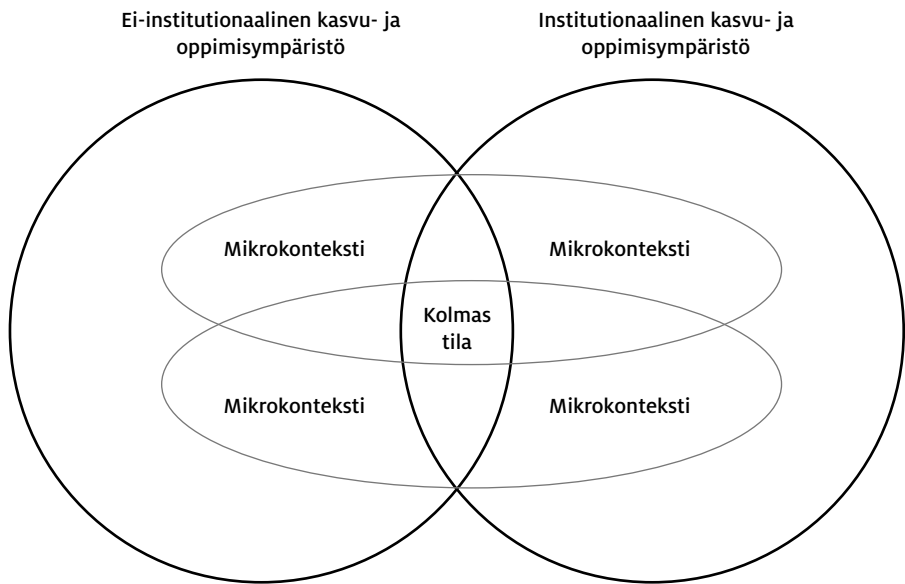 Ei-institutionaalinen kasvu- ja
oppimisympäristö
Institutionaalinen kasvu- ja
oppimisympäristö
Mikrokonteksti
Mikrokonteksti
Kolmas
tila
Mikrokonteksti
Mikrokonteksti